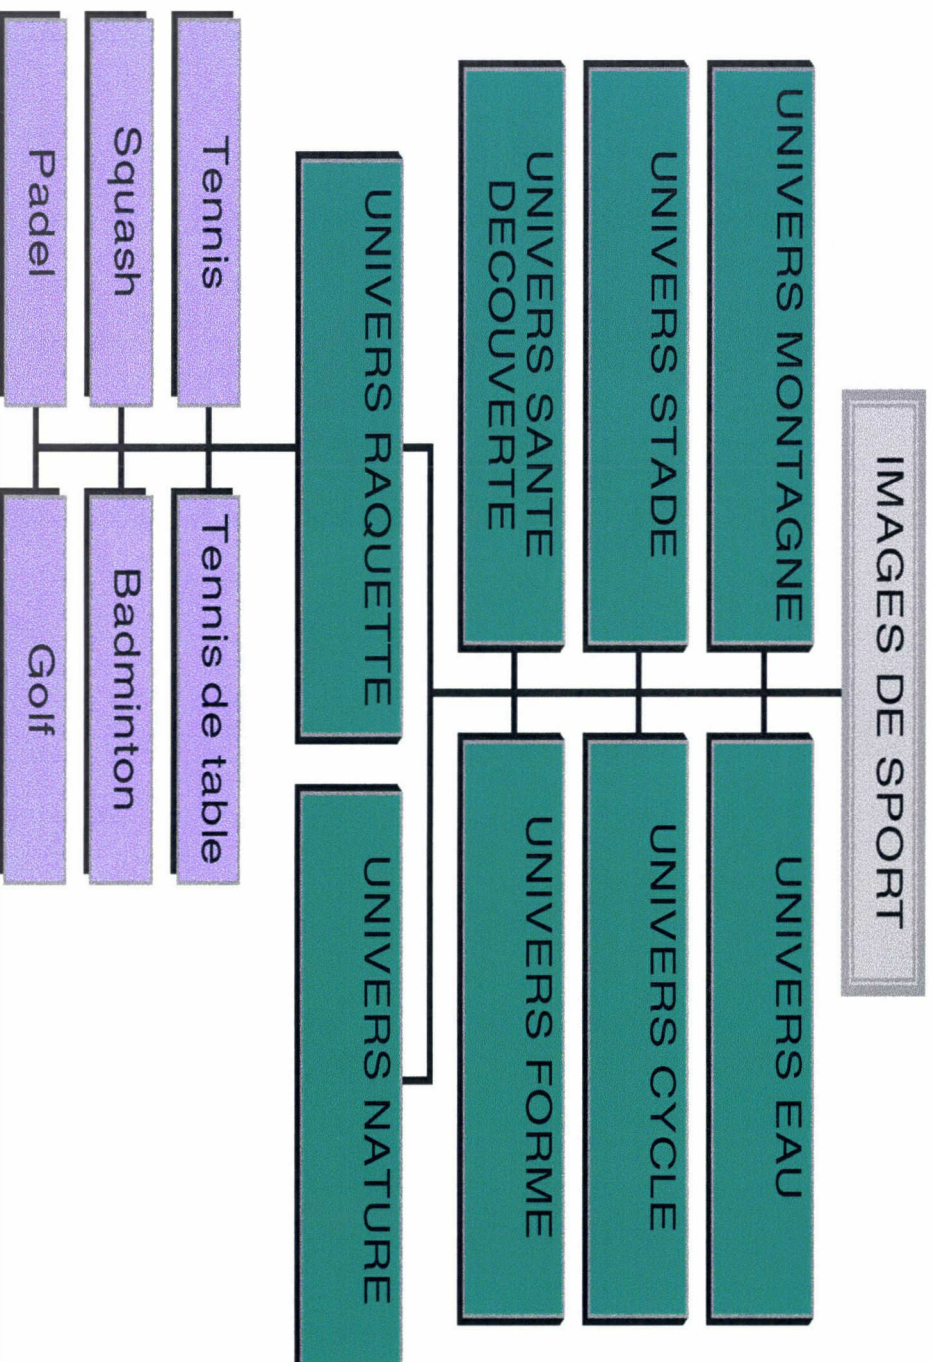 IMAGES DE SPORT
UNIVERS MONTAGNE
UNIVERS EAU
UNIVERS STADE
UNIVERS CYCLE
UNIVERS SANTE
DECOUVERTE
UNIVERS FORME
UNIVERS RAQUETTE
UNIVERS NATURE
Tennis
Tennis de table
Squash
Badminton
Padel
Golf